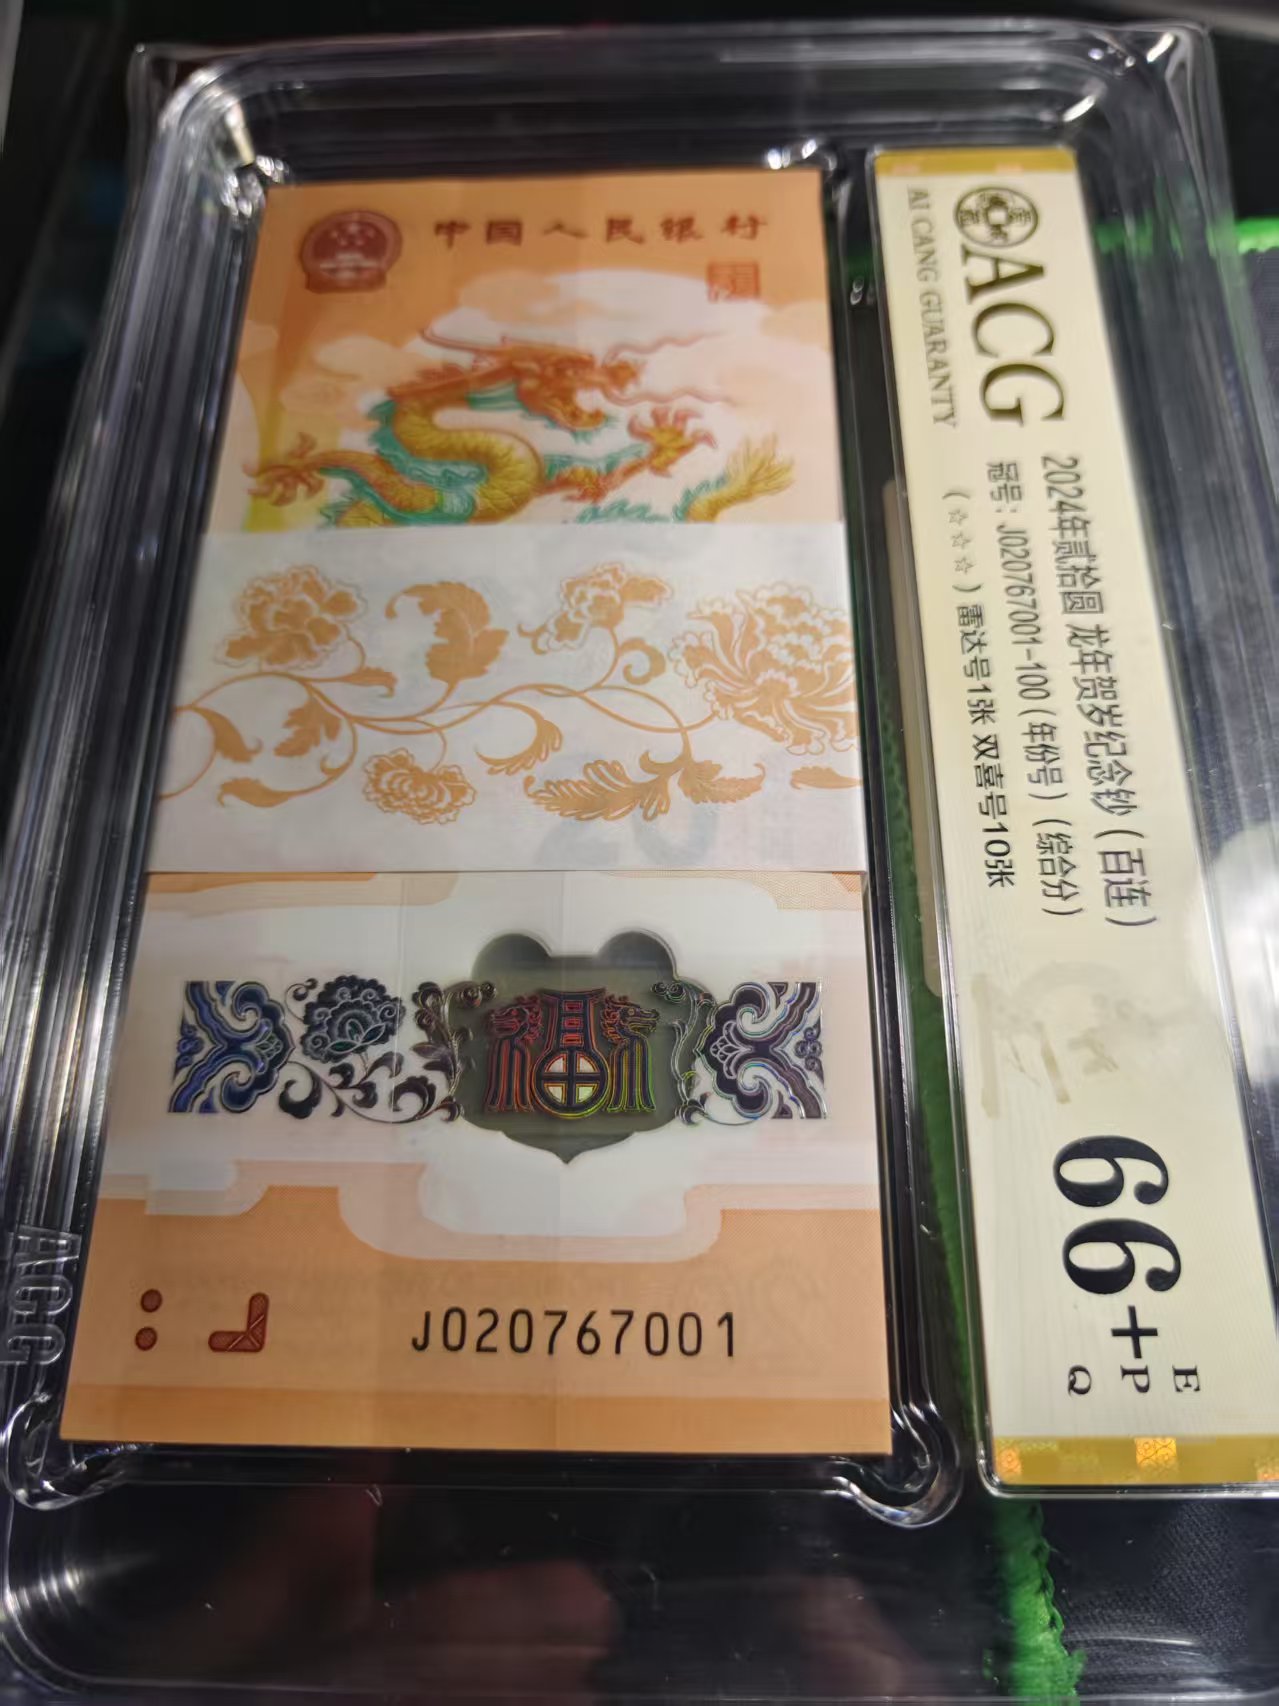 中国人民银行
J020767001
ACG
AI CANG GUARANTY
2024年贰拾圆 龙年贺岁纪念钞（百连）
冠号：J020767001-100（年份号）（综合分）
（☆☆☆）雷达号1张 双喜号10张
66+
E
P
Q
ACG